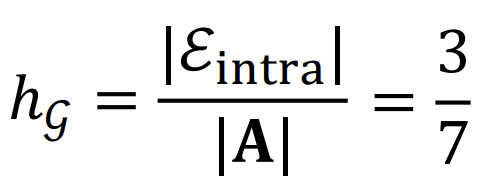 h_𝒢 = |ℰ_intra| / |𝐀| = 3/7